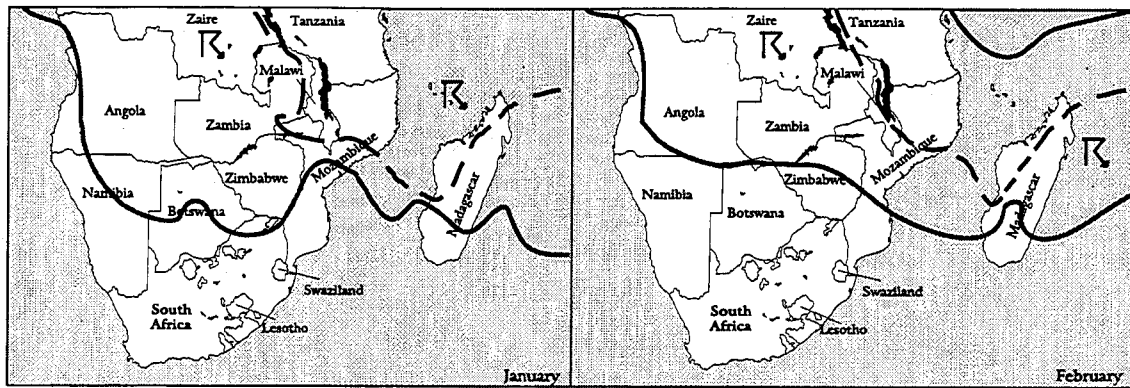 Zaire
Tanzania
Malawi
Angola
Zambia
Mozambique
Zimbabwe
Namibia
Botswana
Madagascar
Swaziland
South
Africa
Lesotho
January
Zaire
Tanzania
Malawi
Angola
Zambia
Mozambique
Zimbabwe
Namibia
Botswana
Madagascar
Swaziland
South
Africa
Lesotho
February